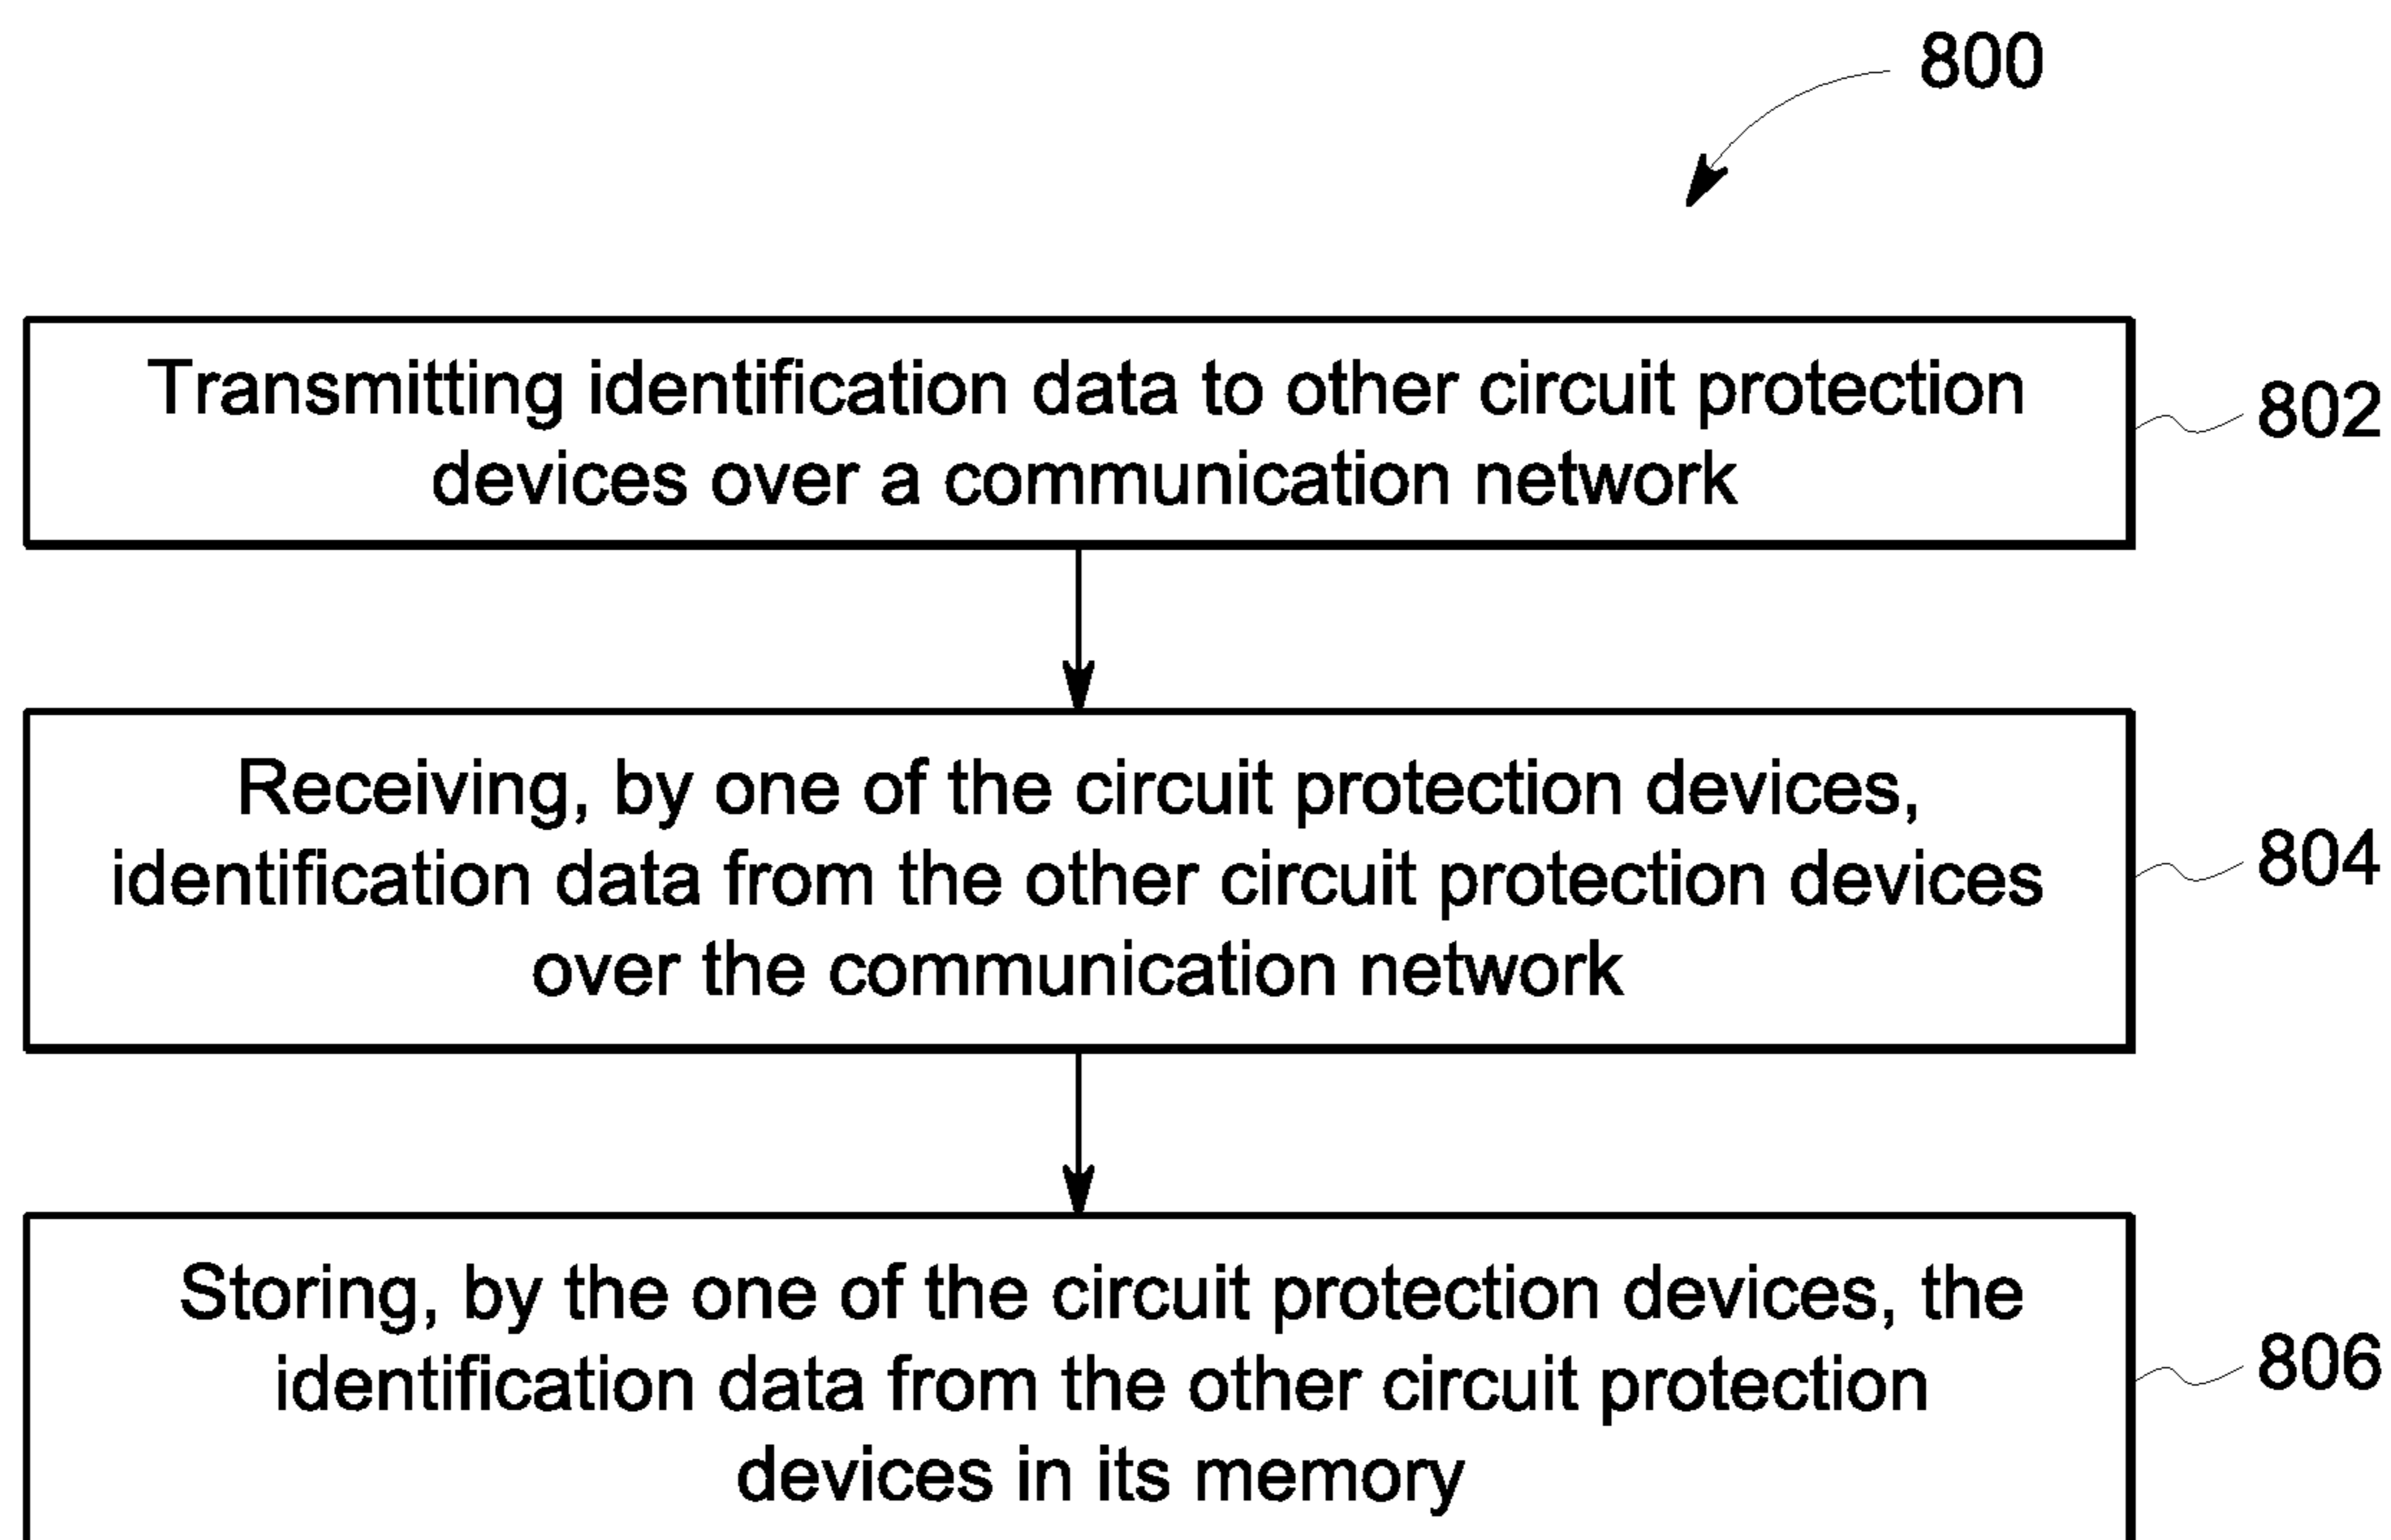 800
Transmitting identification data to other circuit protection
devices over a communication network
802
Receiving, by one of the circuit protection devices,
identification data from the other circuit protection devices
over the communication network
804
Storing, by the one of the circuit protection devices, the
identification data from the other circuit protection
devices in its memory
806